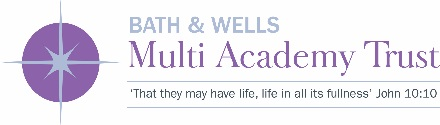 BATH & WELLS
Multi Academy Trust
‘That they may have life, life in all its fullness’ John 10:10